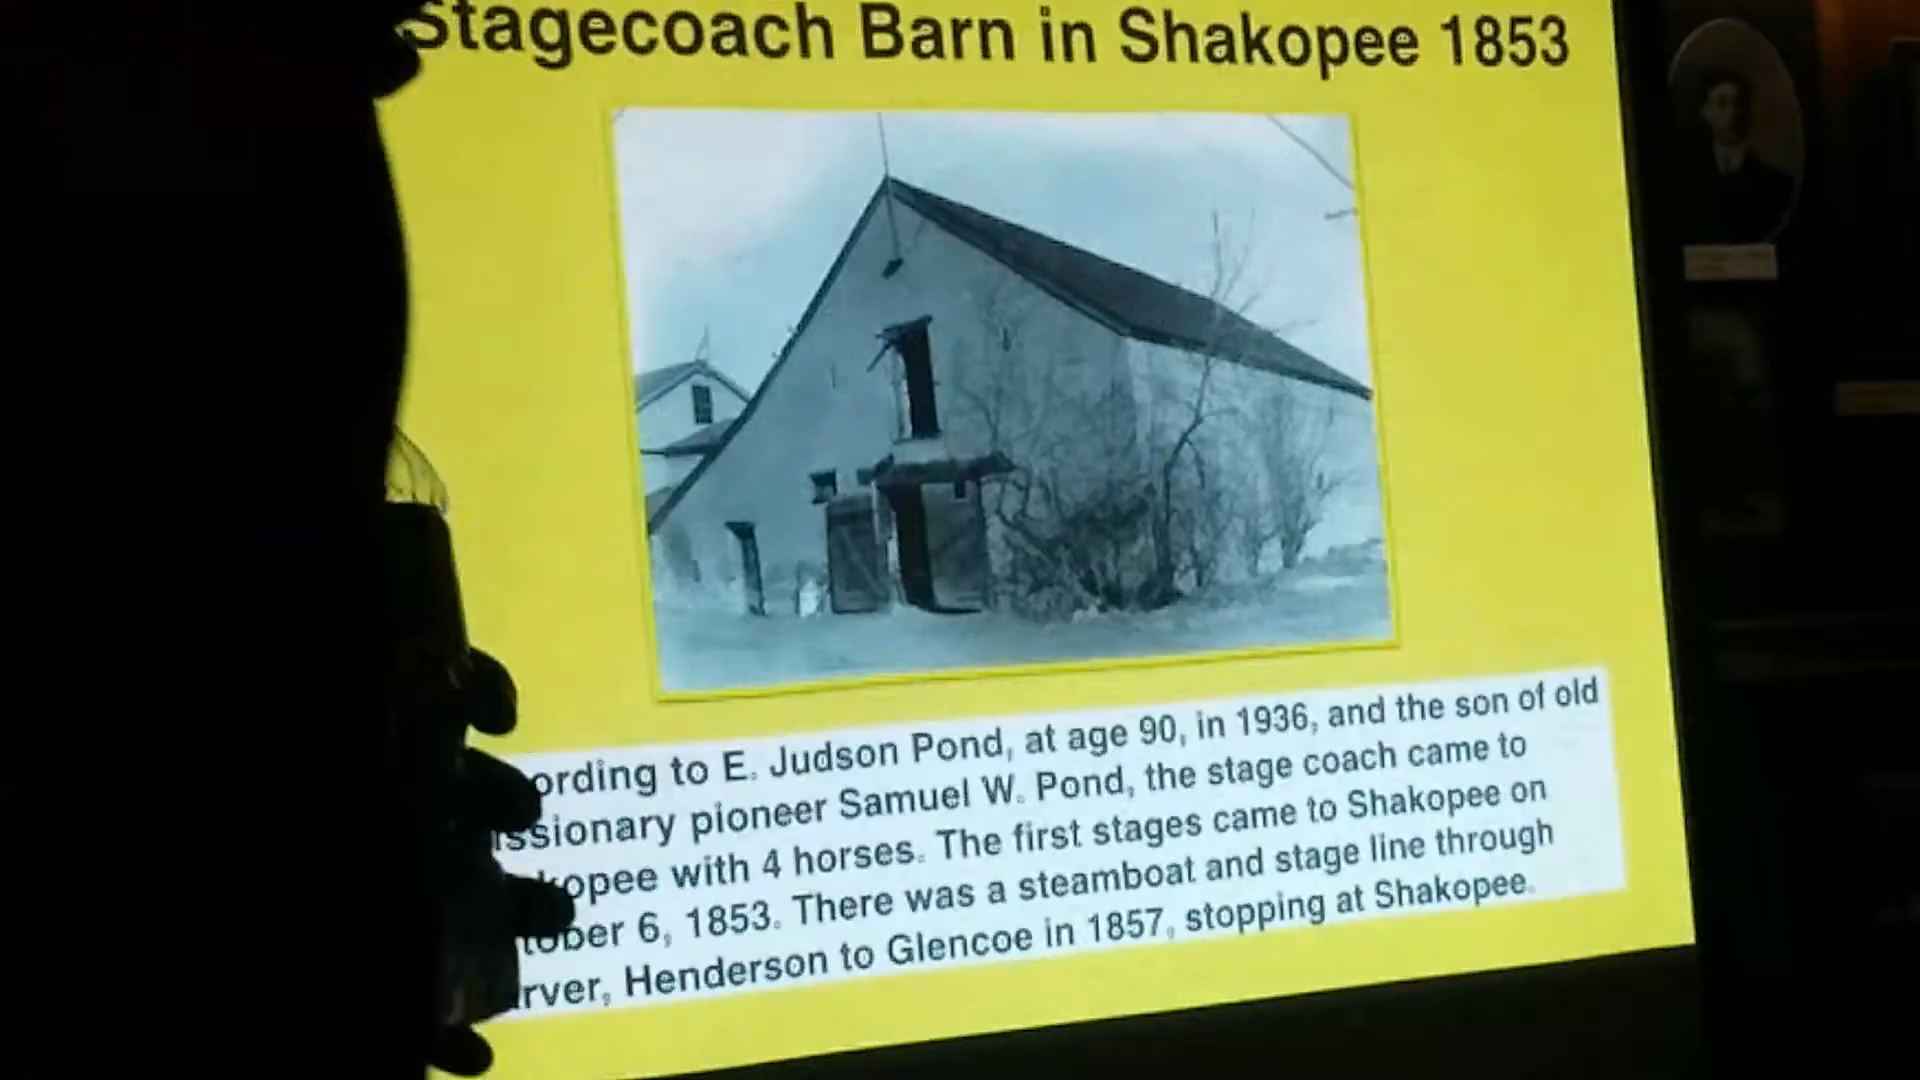 Stagecoach Barn in Shakopee 1853
ording to E. Judson Pond, at age 90, in 1936, and the son of old
issionary pioneer Samuel W. Pond, the stage coach came to
kopee with 4 horses. The first stages came to Shakopee on
tober 6, 1853. There was a steamboat and stage line through
rver, Henderson to Glencoe in 1857, stopping at Shakopee.